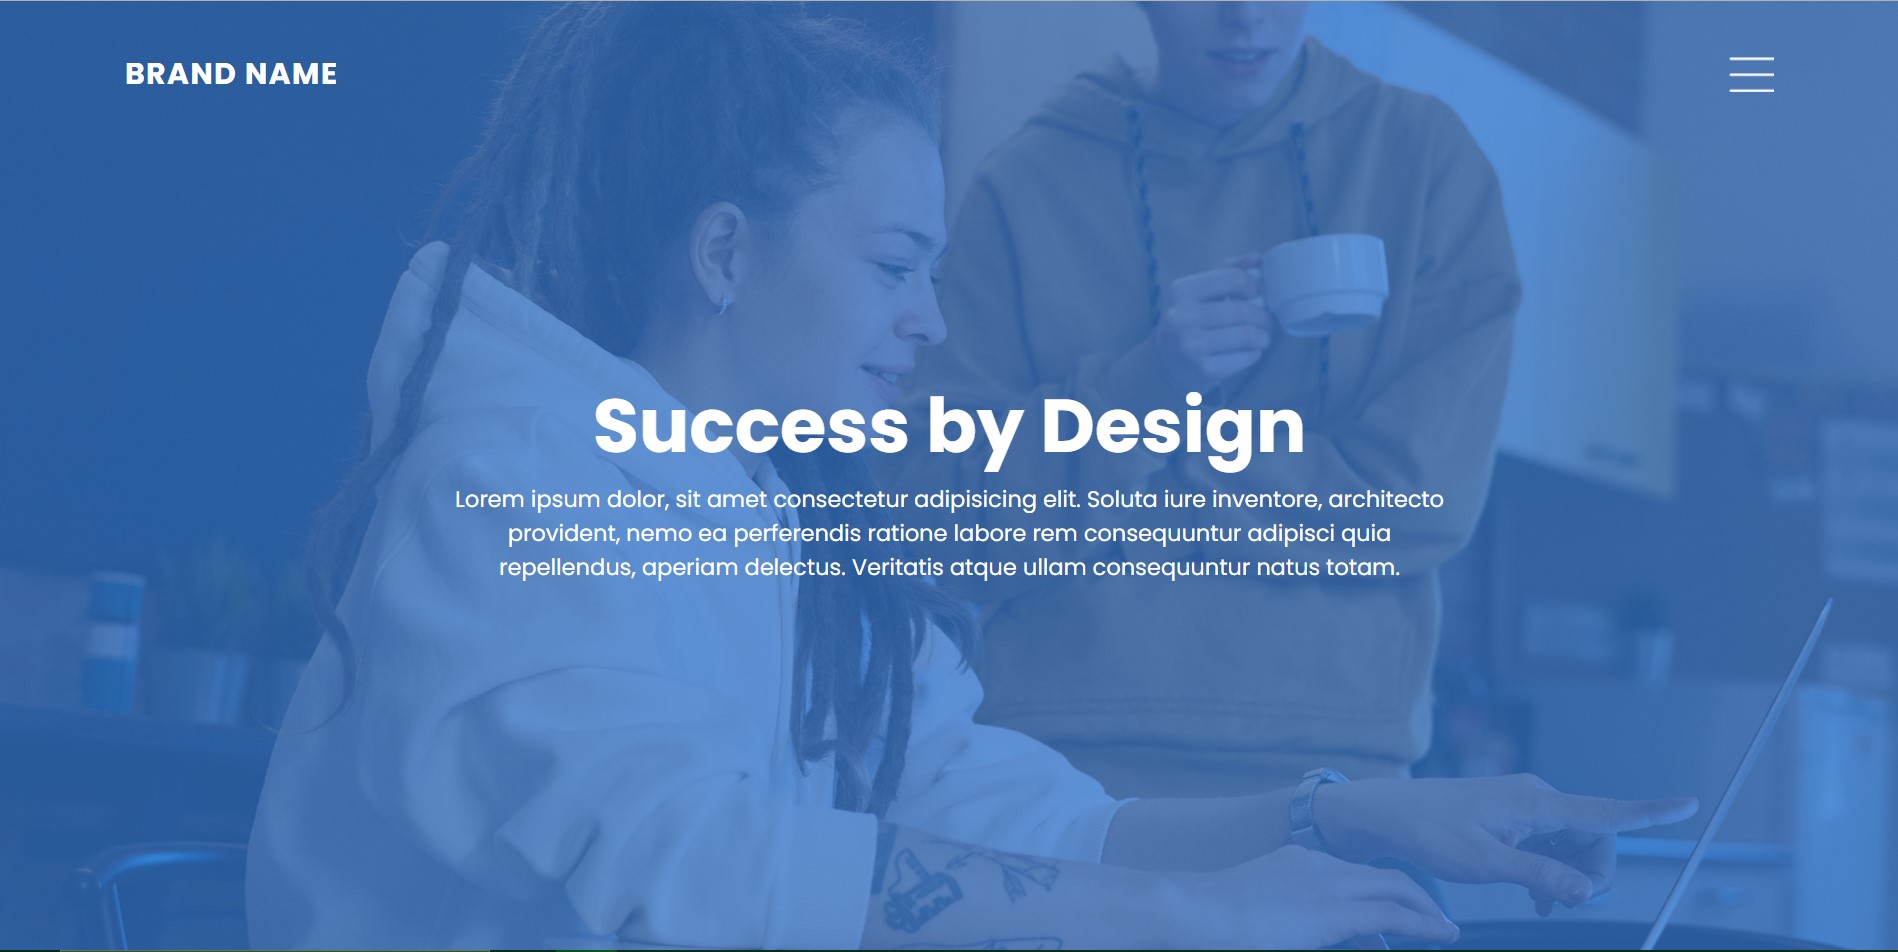 BRAND NAME
Success by Design
Lorem ipsum dolor, sit amet consectetur adipisicing elit. Soluta iure inventore, architecto
provident, nemo ea perferendis ratione labore rem consequuntur adipisci quia
repellendus, aperiam delectus. Veritatis atque ullam consequuntur natus totam.